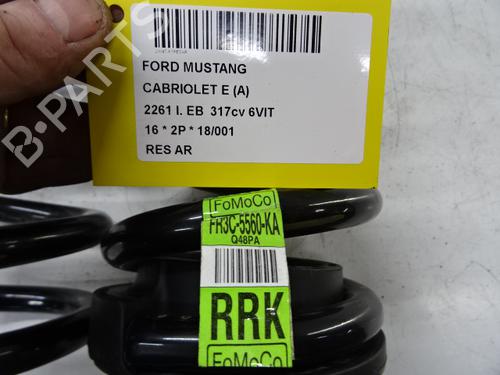 FORD MUSTANG
CABRIOLET E (A)
2261 I. EB 317cv 6VIT
16 * 2P * 18/001
RES AR
B-PARTS
FoMoCo
FR3C-5560-KA
Q48PA
RRK
FoMoCo